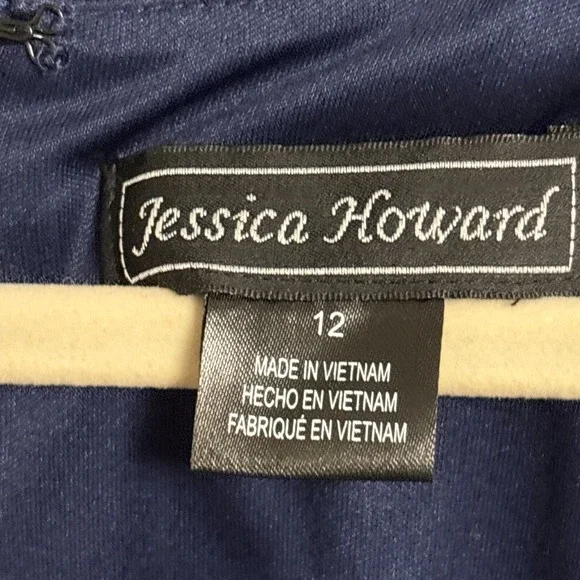 Jessica Howard
12
MADE IN VIETNAM
HECHO EN VIETNAM
FABRIQUÉ EN VIETNAM